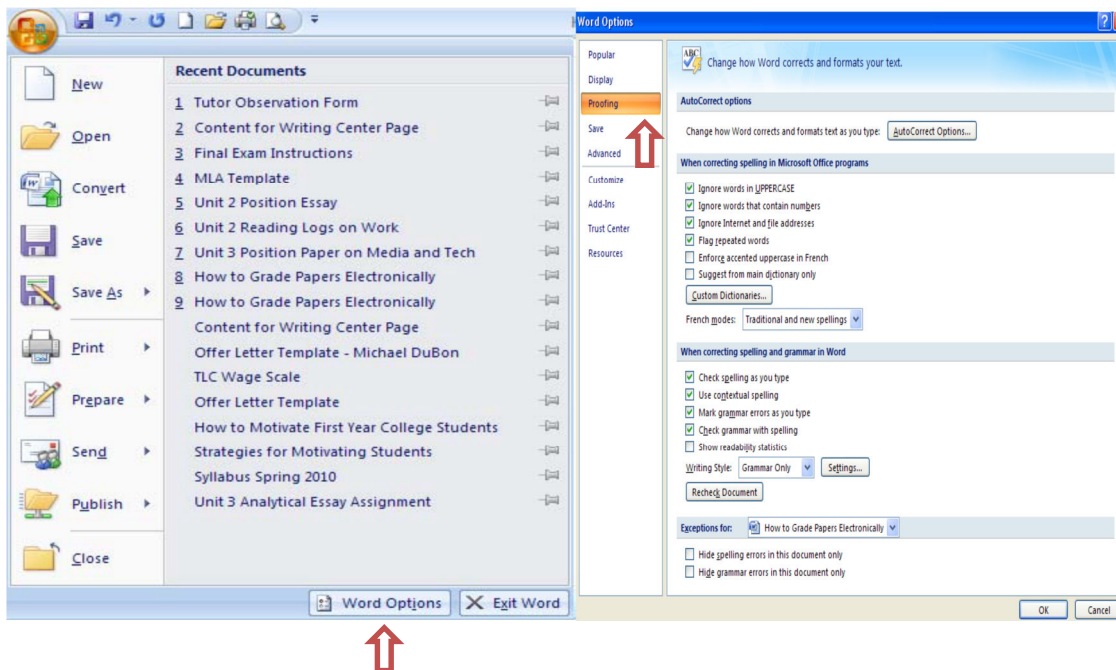 New
Open
Convert
Save
Save As
Print
Prepare
Send
Publish
Close
Recent Documents
1 Tutor Observation Form
2 Content for Writing Center Page
3 Final Exam Instructions
4 MLA Template
5 Unit 2 Position Essay
6 Unit 2 Reading Logs on Work
7 Unit 3 Position Paper on Media and Tech
8 How to Grade Papers Electronically
9 How to Grade Papers Electronically
Content for Writing Center Page
Offer Letter Template - Michael DuBon
TLC Wage Scale
Offer Letter Template
How to Motivate First Year College Students
Strategies for Motivating Students
Syllabus Spring 2010
Unit 3 Analytical Essay Assignment
Word Options
Exit Word
Word Options
?
Popular
Display
Proofing
Save
Advanced
Customize
Add-Ins
Trust Center
Resources
ABC
Change how Word corrects and formats your text.
AutoCorrect options
Change how Word corrects and formats text as you type: AutoCorrect Options...
When correcting spelling in Microsoft Office programs
Ignore words in UPPERCASE
Ignore words that contain numbers
Ignore Internet and file addresses
Flag repeated words
Enforce accented uppercase in French
Suggest from main dictionary only
Custom Dictionaries...
French modes: Traditional and new spellings
When correcting spelling and grammar in Word
Check spelling as you type
Use contextual spelling
Mark grammar errors as you type
Check grammar with spelling
Show readability statistics
Writing Style: Grammar Only Settings...
Recheck Document
Exceptions for: How to Grade Papers Electronically
Hide spelling errors in this document only
Hide grammar errors in this document only
OK Cancel